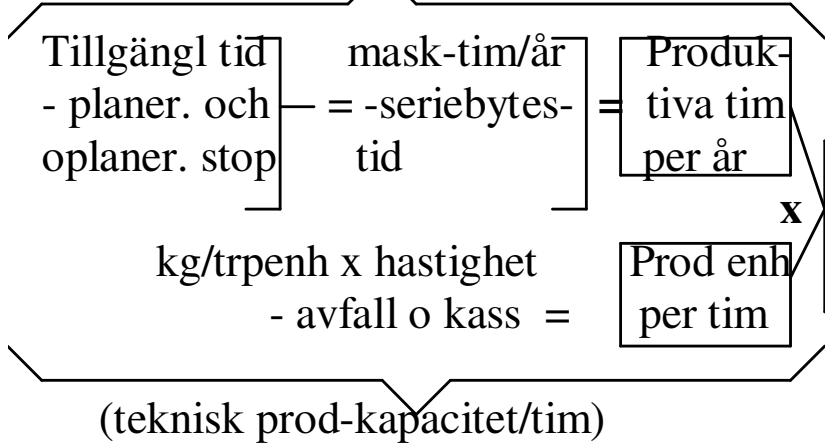 Tillgängl tid mask-tim/år Produk-
- planer. och = -seriebytes- = tiva tim
oplaner. stop tid per år
x
kg/trpenh x hastighet Prod enh
- avfall o kass = per tim
(teknisk prod-kapacitet/tim)